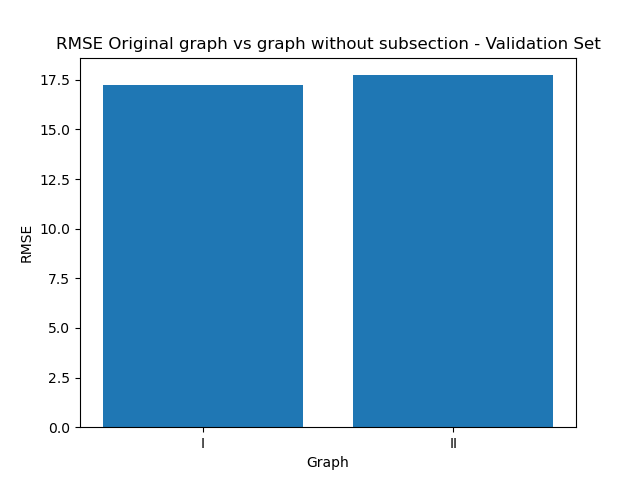 RMSE Original graph vs graph without subsection - Validation Set
17.5
15.0
12.5
10.0
7.5
5.0
2.5
0.0
RMSE
I
II
Graph